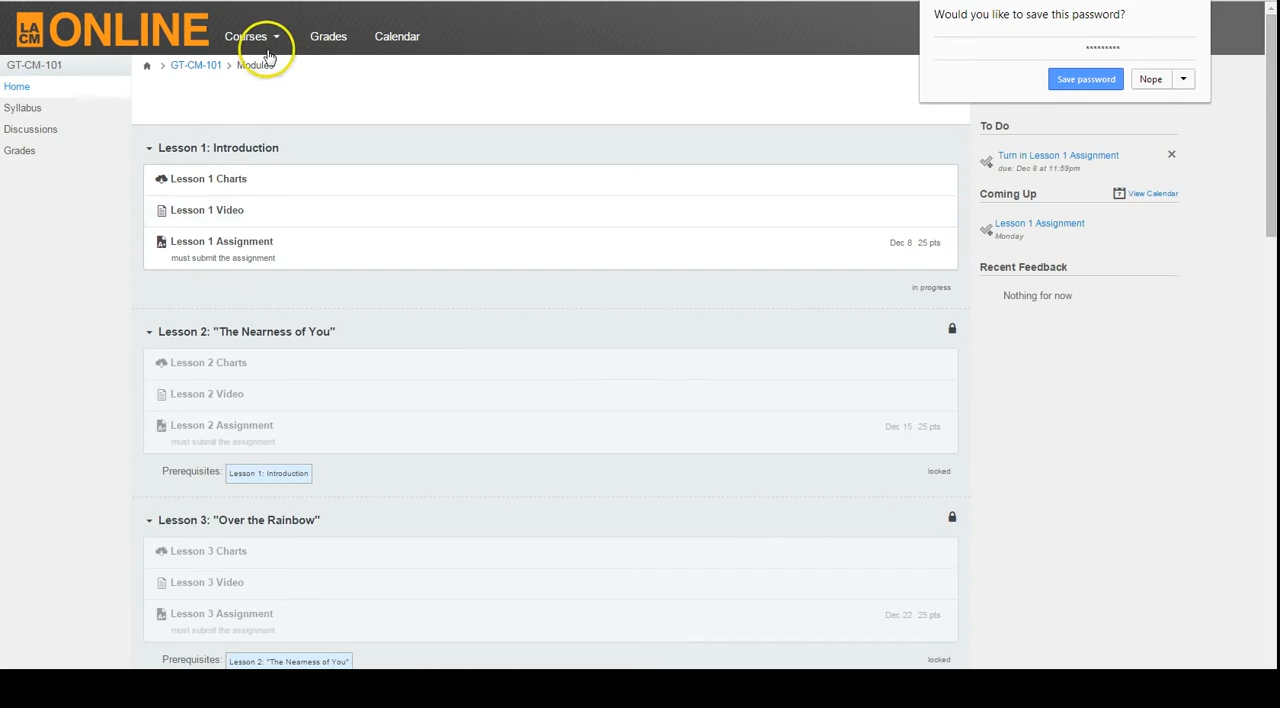 LA
CM
ONLINE
Courses
Grades
Calendar
Would you like to save this password?
*********
Save password
Nope
GT-CM-101
Home
Syllabus
Discussions
Grades
GT-CM-101
Modules
Lesson 1: Introduction
Lesson 1 Charts
Lesson 1 Video
Lesson 1 Assignment
must submit the assignment
Dec 8 25 pts
in progress
Lesson 2: "The Nearness of You"
Lesson 2 Charts
Lesson 2 Video
Lesson 2 Assignment
must submit the assignment
Dec 15 25 pts
Prerequisites: Lesson 1: Introduction
locked
Lesson 3: "Over the Rainbow"
Lesson 3 Charts
Lesson 3 Video
Lesson 3 Assignment
must submit the assignment
Dec 22 25 pts
Prerequisites: Lesson 2: "The Nearness of You"
locked
To Do
Turn in Lesson 1 Assignment
due: Dec 8 at 11:59pm
Coming Up
View Calendar
Lesson 1 Assignment
Monday
Recent Feedback
Nothing for now